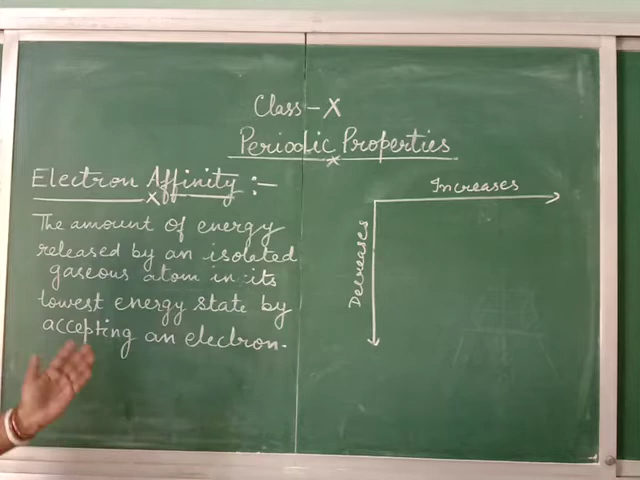 Class - X
Periodic Properties
Electron Affinity :-
The amount of energy
released by an isolated
gaseous atom in its
lowest energy state by
accepting an electron.
Increases
Decreases